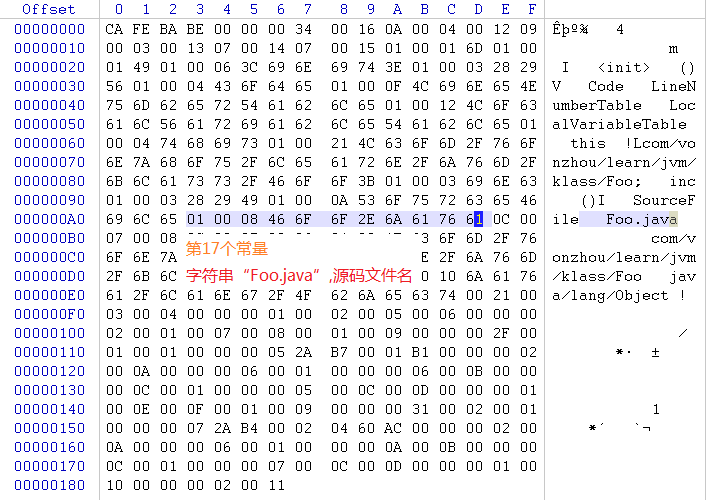 Offset 0 1 2 3 4 5 6 7 8 9 A B C D E F
00000000 CA FE BA BE 00 00 00 34 00 16 0A 00 04 00 12 09 Êþº¾ 4
00000010 00 03 00 13 07 00 14 07 00 15 01 00 01 6D 01 00 m
00000020 01 49 01 00 06 3C 69 6E 69 74 3E 01 00 03 28 29 I <init> ()
00000030 56 01 00 04 43 6F 64 65 01 00 0F 4C 69 6E 65 4E V Code LineN
00000040 75 6D 62 65 72 54 61 62 6C 65 01 00 12 4C 6F 63 umberTable Loc
00000050 61 6C 56 61 72 69 61 62 6C 65 54 61 62 6C 65 01 alVariableTable
00000060 00 04 74 68 69 73 01 00 21 4C 63 6F 6D 2F 76 6F this !Lcom/vo
00000070 6E 7A 68 6F 75 2F 6C 65 61 72 6E 2F 6A 76 6D 2F nzhou/learn/jvm/
00000080 6B 6C 61 73 73 2F 46 6F 6F 3B 01 00 03 69 6E 63 klass/Foo; inc
00000090 01 00 03 28 29 49 01 00 0A 53 6F 75 72 63 65 46 ()I SourceF
000000A0 69 6C 65 01 00 08 46 6F 6F 2E 6A 61 76 61 0C 00 ile Foo.java
000000B0 07 00 08 6F 6D 2F 76 com/v
000000C0 6F 6E 7A 2F 6A 76 6D onzhou/learn/jvm
000000D0 2F 6B 6C 10 6A 61 76 /klass/Foo jav
000000E0 61 2F 6C 61 6E 67 2F 4F 62 6A 65 63 74 00 21 00 a/lang/Object !
000000F0 03 00 04 00 00 00 01 00 02 00 05 00 06 00 00 00
00000100 02 00 01 00 07 00 08 00 01 00 09 00 00 00 2F 00 /
00000110 01 00 01 00 00 00 05 2A B7 00 01 B1 00 00 00 02 *· ±
00000120 00 0A 00 00 00 06 00 01 00 00 00 06 00 0B 00 00
00000130 00 0C 00 01 00 00 00 05 00 0C 00 0D 00 00 00 01
00000140 00 0E 00 0F 00 01 00 09 00 00 00 31 00 02 00 01 1
00000150 00 00 00 07 2A B4 00 02 04 60 AC 00 00 00 02 00 *´ `¬
00000160 0A 00 00 00 06 00 01 00 00 00 0A 00 0B 00 00 00
00000170 0C 00 01 00 00 00 07 00 0C 00 0D 00 00 00 01 00
00000180 10 00 00 00 02 00 11
第17个常量
字符串“Foo.java”,源码文件名